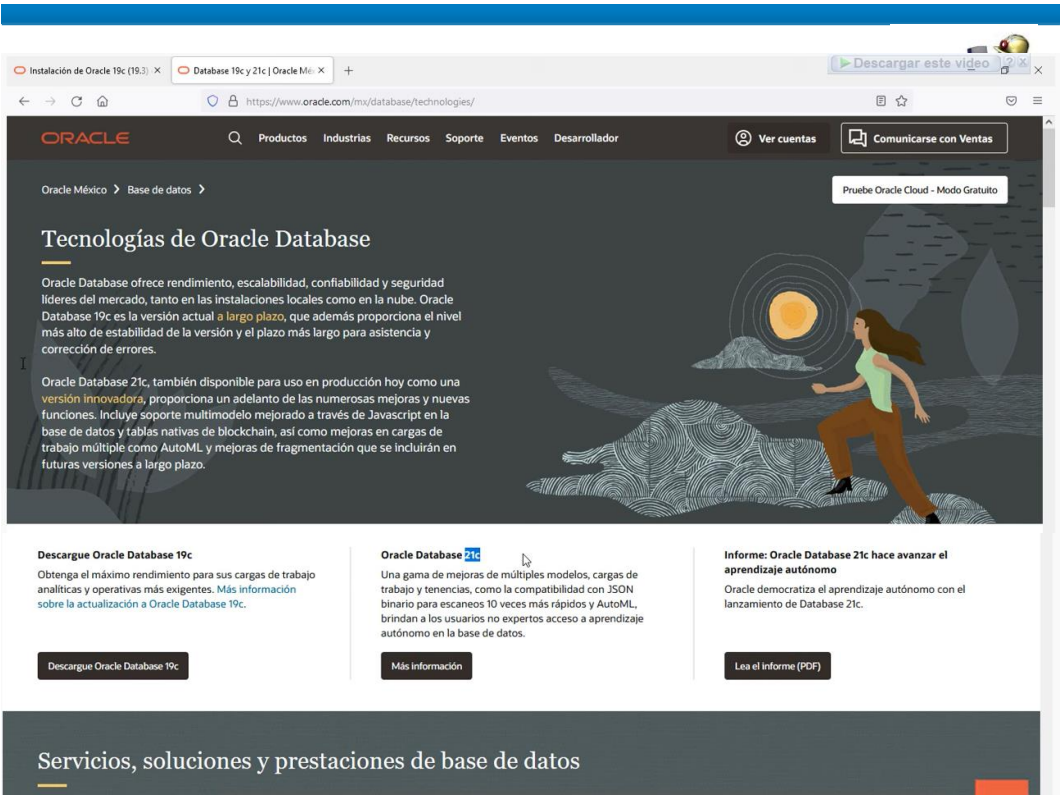 Instalación de Oracle 19c (19.3)
Database 19c y 21c | Oracle Mé
Descargar este video
https://www.oracle.com/mx/database/technologies/
ORACLE
Productos Industrias Recursos Soporte Eventos Desarrollador
Ver cuentas
Comunicarse con Ventas
Oracle México > Base de datos >
Pruebe Oracle Cloud - Modo Gratuito
Tecnologías de Oracle Database
Oracle Database ofrece rendimiento, escalabilidad, confiabilidad y seguridad
líderes del mercado, tanto en las instalaciones locales como en la nube. Oracle
Database 19c es la versión actual a largo plazo, que además proporciona el nivel
más alto de estabilidad de la versión y el plazo más largo para asistencia y
corrección de errores.
Oracle Database 21c, también disponible para uso en producción hoy como una
versión innovadora, proporciona un adelanto de las numerosas mejoras y nuevas
funciones. Incluye soporte multimodelo mejorado a través de Javascript en la
base de datos y tablas nativas de blockchain, así como mejoras en cargas de
trabajo múltiple como AutoML y mejoras de fragmentación que se incluirán en
futuras versiones a largo plazo.
Descargue Oracle Database 19c
Obtenga el máximo rendimiento para sus cargas de trabajo
analíticas y operativas más exigentes. Más información
sobre la actualización a Oracle Database 19c.
Descargue Oracle Database 19c
Oracle Database 21c
Una gama de mejoras de múltiples modelos, cargas de
trabajo y tenencias, como la compatibilidad con JSON
binario para escaneos 10 veces más rápidos y AutoML,
brindan a los usuarios no expertos acceso a aprendizaje
autónomo en la base de datos.
Más información
Informe: Oracle Database 21c hace avanzar el
aprendizaje autónomo
Oracle democratiza el aprendizaje autónomo con el
lanzamiento de Database 21c.
Lea el informe (PDF)
Servicios, soluciones y prestaciones de base de datos